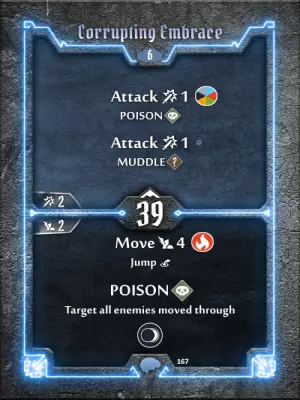 Corrupting Embrace
6
Attack 1
POISON
Attack 1
MUDDLE ?
2
39
2
Move 4
Jump
POISON
Target all enemies moved through
167